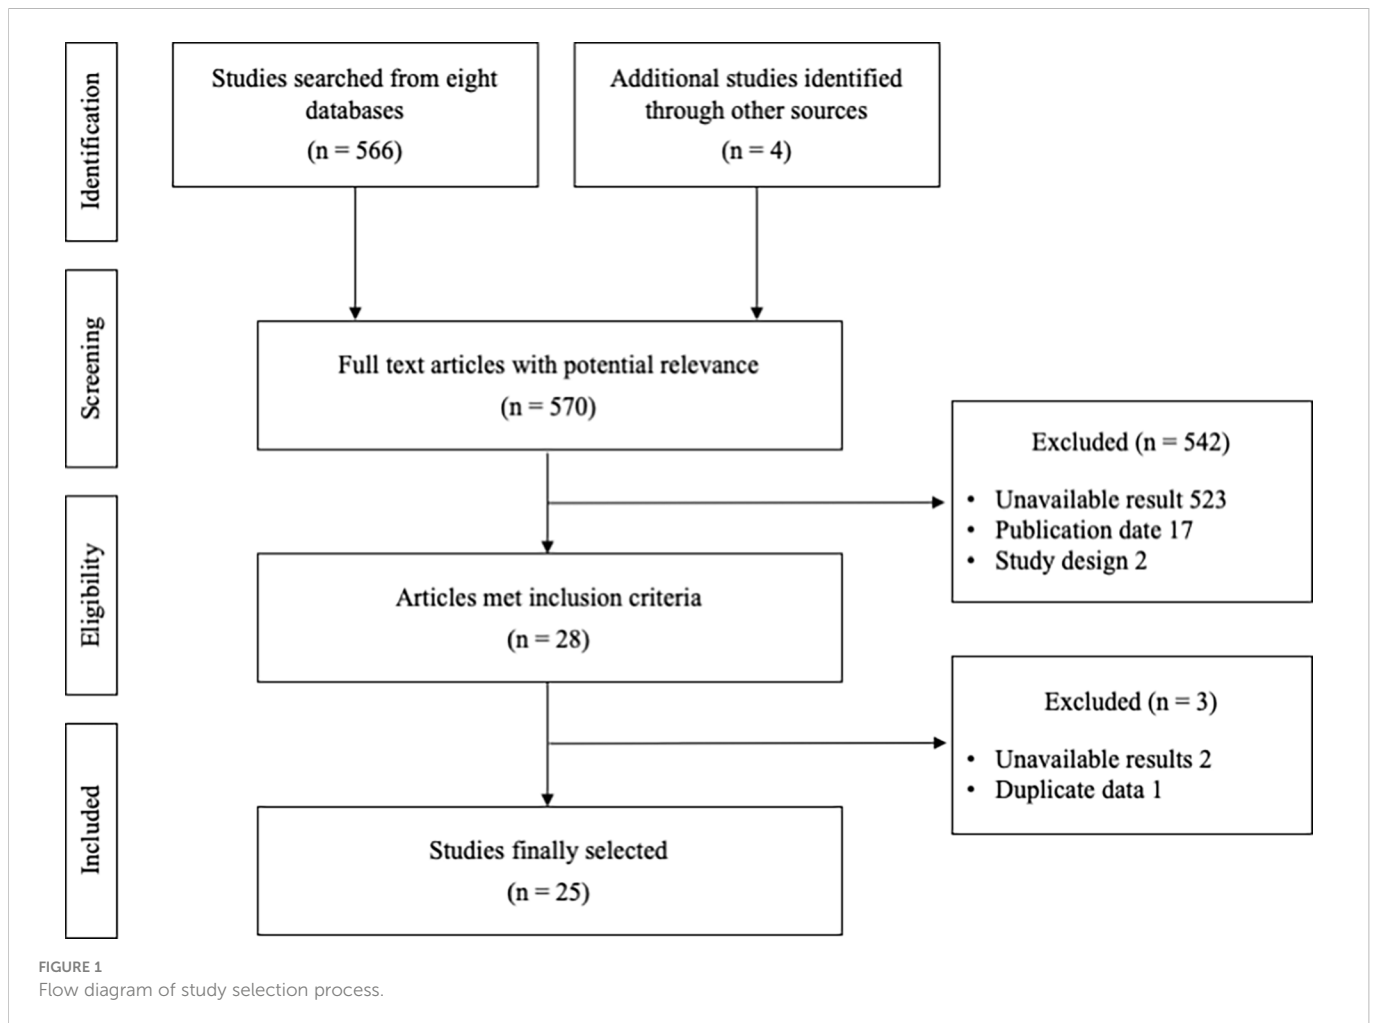 Identification
Studies searched from eight
databases
(n = 566)
Additional studies identified
through other sources
(n = 4)
Screening
Full text articles with potential relevance
(n = 570)
Excluded (n = 542)
• Unavailable result 523
• Publication date 17
• Study design 2
Eligibility
Articles met inclusion criteria
(n = 28)
Excluded (n = 3)
• Unavailable results 2
• Duplicate data 1
Included
Studies finally selected
(n = 25)
FIGURE 1
Flow diagram of study selection process.